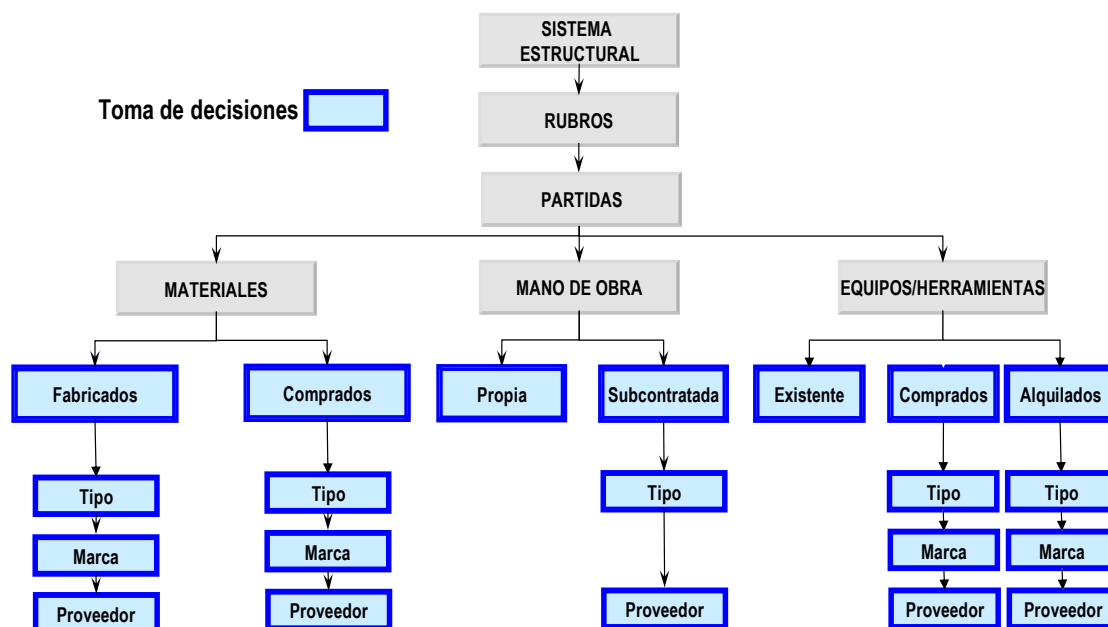 SISTEMA
ESTRUCTURAL
Toma de decisiones
RUBROS
PARTIDAS
MATERIALES
MANO DE OBRA
EQUIPOS/HERRAMIENTAS
Fabricados
Comprados
Propia
Subcontratada
Existente
Comprados
Alquilados
Tipo
Tipo
Tipo
Tipo
Tipo
Marca
Marca
Marca
Marca
Proveedor
Proveedor
Proveedor
Proveedor
Proveedor